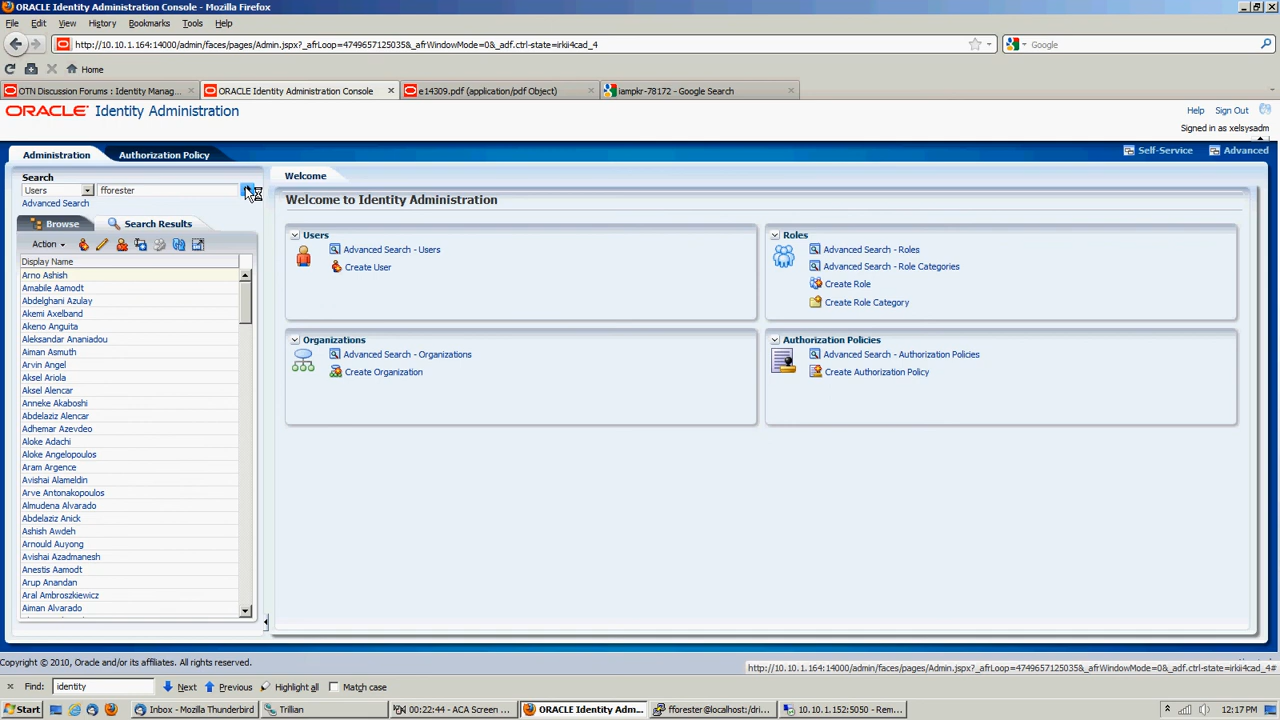 ORACLE Identity Administration Console - Mozilla Firefox
File Edit View History Bookmarks Tools Help
http://10.10.1.164:14000/admin/faces/pages/Admin.jspx?_afrLoop=4749657125035&_afrWindowMode=0&_adf.ctrl-state=irkii4cad_4
Google
Home
OTN Discussion Forums : Identity Manag...
ORACLE Identity Administration Console
e14309.pdf (application/pdf Object)
iampkr-78172 - Google Search
ORACLE Identity Administration
Help Sign Out
Signed in as xelsysadm
Administration Authorization Policy
Self-Service Advanced
Search
Users fforester
Advanced Search
Browse Search Results
Action
Display Name
Arno Ashish
Amabile Aamodt
Abdelghani Azulay
Akemi Axelband
Akeno Anguita
Aleksandar Ananiadou
Aiman Asmuth
Arvin Angel
Aksel Ariola
Aksel Alencar
Anneke Akaboshi
Abdelaziz Alencar
Adhemar Azevdeo
Aloke Adachi
Aloke Angelopoulos
Aram Argence
Avishai Alameldin
Arve Antonakopoulos
Almudena Alvarado
Abdelaziz Anick
Ashish Awdeh
Arnould Auyong
Avishai Azadmanesh
Anestis Aamodt
Arup Anandan
Aral Ambroszkiewicz
Aiman Alvarado
Welcome
Welcome to Identity Administration
Users
Advanced Search - Users
Create User
Roles
Advanced Search - Roles
Advanced Search - Role Categories
Create Role
Create Role Category
Organizations
Advanced Search - Organizations
Create Organization
Authorization Policies
Advanced Search - Authorization Policies
Create Authorization Policy
Copyright © 2010, Oracle and/or its affiliates. All rights reserved.
http://10.10.1.164:14000/admin/faces/pages/Admin.jspx?_afrLoop=4749657125035&_afrWindowMode=0&_adf.ctrl-state=irkii4cad_4#
Find: identity Next Previous Highlight all Match case
Start
Inbox - Mozilla Thunderbird
Trillian
00:22:44 - ACA Screen ...
ORACLE Identity Adm...
fforester@localhost:/dri...
10.10.1.152:5050 - Rem...
12:17 PM